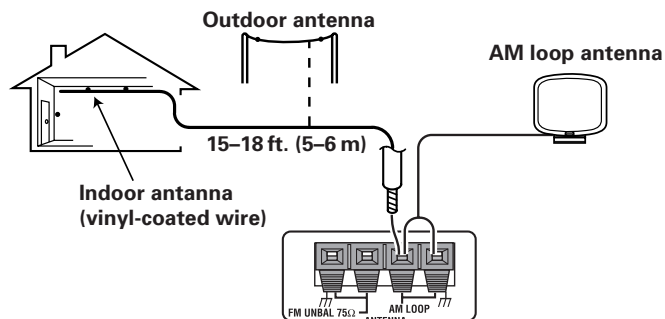 Outdoor antenna
AM loop antenna
15–18 ft. (5–6 m)
Indoor antanna
(vinyl-coated wire)
FM UNBAL 75Ω
AM LOOP
ANTENNA